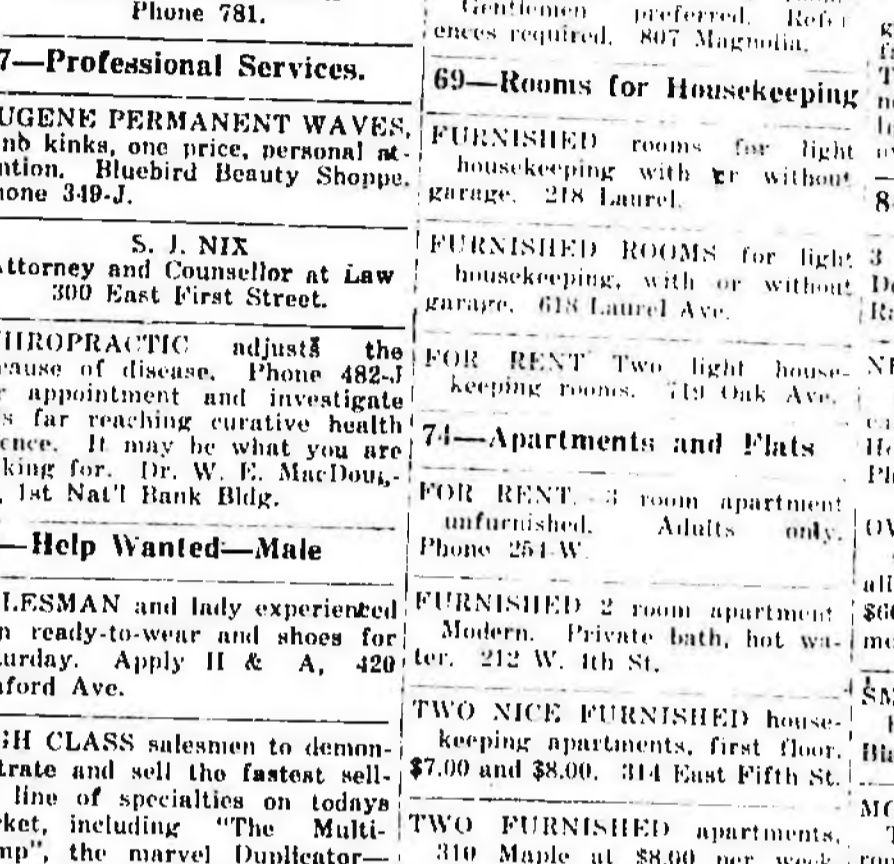 Phone 781.
7—Professional Services.
UGENE PERMANENT WAVES,
nb kinks, one price, personal at-
ntion. Bluebird Beauty Shoppe.
hone 349-J.
S. J. NIX
ttorney and Counsellor at Law
300 East First Street.
HIROPRACTIC adjusts the
cause of disease. Phone 482-J
r appointment and investigate
s far reaching curative health
ence. It may be what you are
king for. Dr. W. E. MacDoug-
, 1st Nat'l Bank Bldg.
—Help Wanted—Male
LESMAN and lady experienced
n ready-to-wear and shoes for
turday. Apply H & A, 420
nford Ave.
GH CLASS salesmen to demon-
trate and sell the fastest sell-
line of specialties on todays
rket, including "The Multi-
mp", the marvel Duplicator—
Gentlemen preferred. Refer
ences required. 807 Magnolia.
69—Rooms for Housekeeping
FURNISHED rooms for light
housekeeping with or without
garage. 218 Laurel.
FURNISHED ROOMS for light
housekeeping, with or without
garage. 618 Laurel Ave.
FOR RENT Two light house-
keeping rooms. 719 Oak Ave.
74—Apartments and Flats
FOR RENT. 3 room apartment
unfurnished. Adults only.
Phone 254-W.
FURNISHED 2 room apartment
Modern. Private bath, hot wa-
ter. 212 W. 4th St.
TWO NICE FURNISHED house-
keeping apartments, first floor.
$7.00 and $8.00. 314 East Fifth St.
TWO FURNISHED apartments.
310 Maple at $8.00 per week